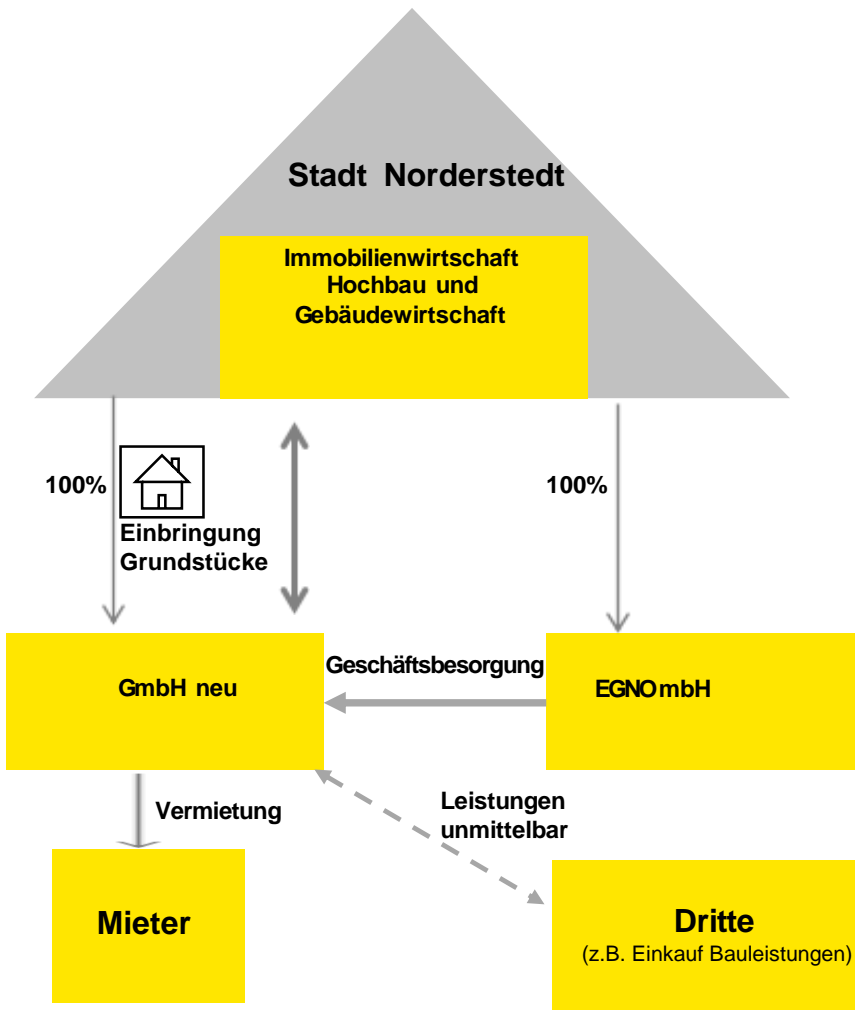 Stadt Norderstedt
Immobilienwirtschaft
Hochbau und
Gebäudewirtschaft
100%
Einbringung
Grundstücke
100%
GmbH neu
Geschäftsbesorgung
EGNO mbH
Vermietung
Leistungen
unmittelbar
Mieter
Dritte
(z.B. Einkauf Bauleistungen)